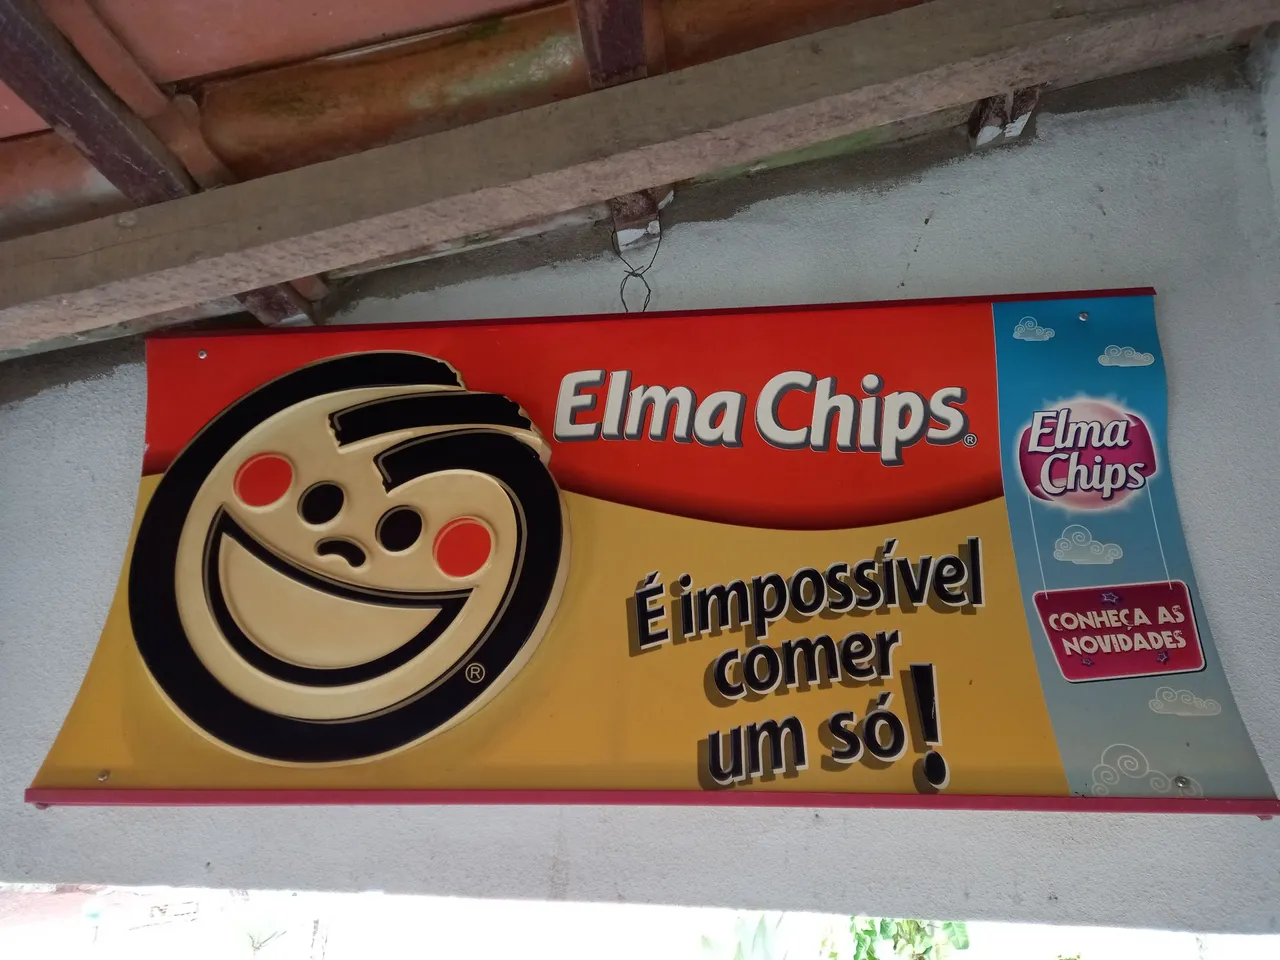 Elma Chips®
É impossível
comer
um só!
®
Elma
Chips
CONHEÇA AS
NOVIDADES